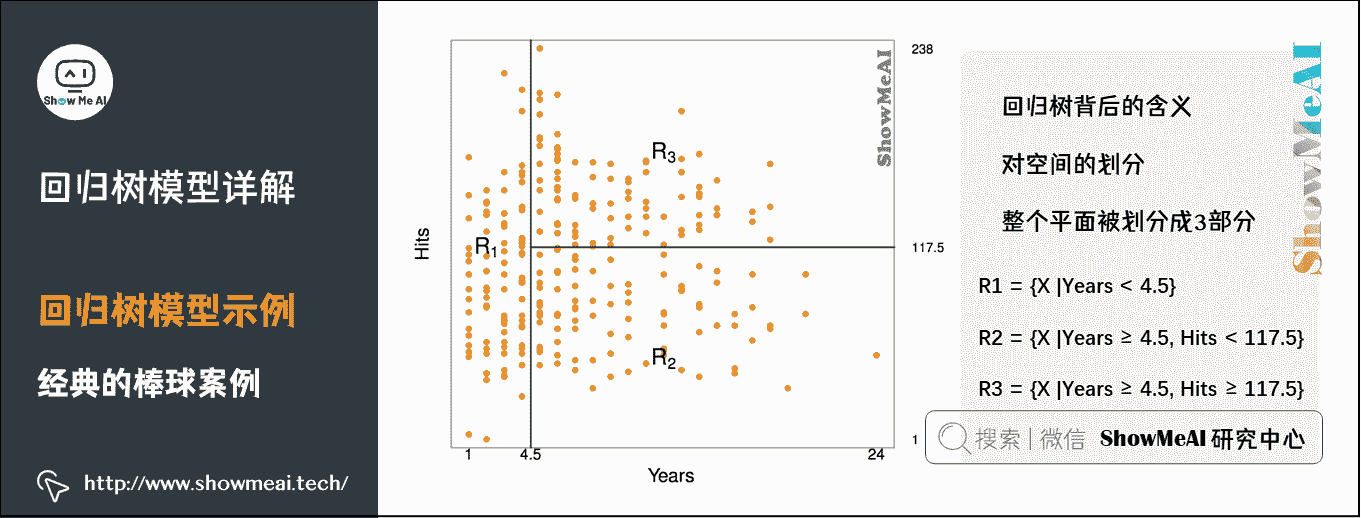 Show Me AI
回归树模型详解
回归树模型示例
经典的棒球案例
http://www.showmeai.tech/
Hits
R1
R3
R2
1
4.5
24
Years
238
117.5
1
ShowMeAI
回归树背后的含义
对空间的划分
整个平面被划分成3部分
R1 = {X |Years < 4.5}
R2 = {X |Years ≥ 4.5, Hits < 117.5}
R3 = {X |Years ≥ 4.5, Hits ≥ 117.5}
ShowMeAI
搜索 | 微信 ShowMeAI 研究中心